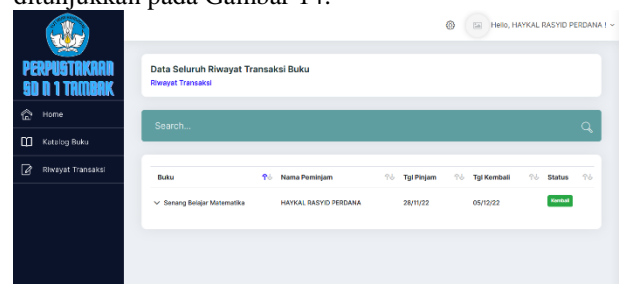 ditunjukkan pada Gambar 14.
Hello, HAYKAL RASYID PERDANA !
PERPUSTAKAAN
SD N 1 TAMBAK
Data Seluruh Riwayat Transaksi Buku
Riwayat Transaksi
Home
Search...
Katalog Buku
Riwayat Transaksi
Buku Nama Peminjam Tgl Pinjam Tgl Kembali Status
Senang Belajar Matematika HAYKAL RASYID PERDANA 28/11/22 05/12/22 Kembali